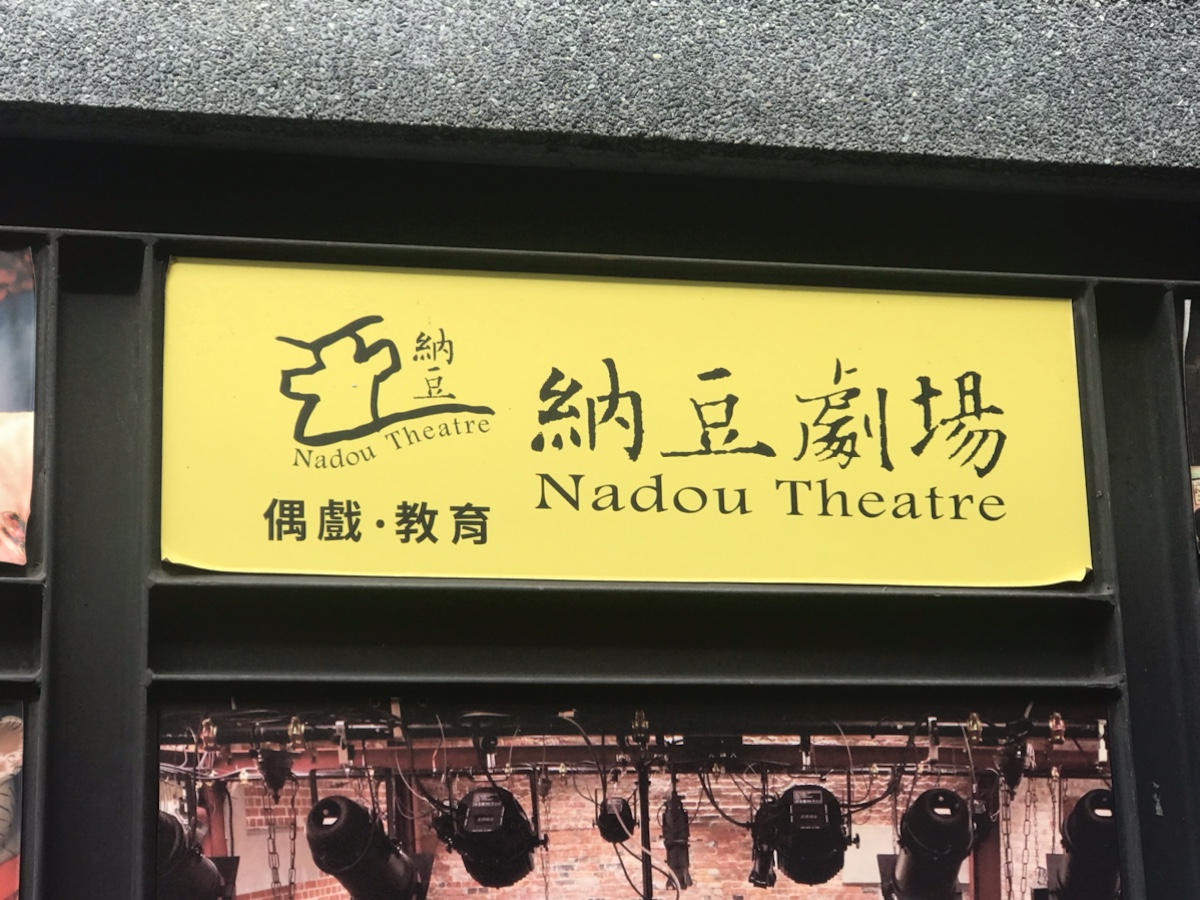 納
豆
Nadou Theatre
偶戲·教育
納豆劇場
Nadou Theatre